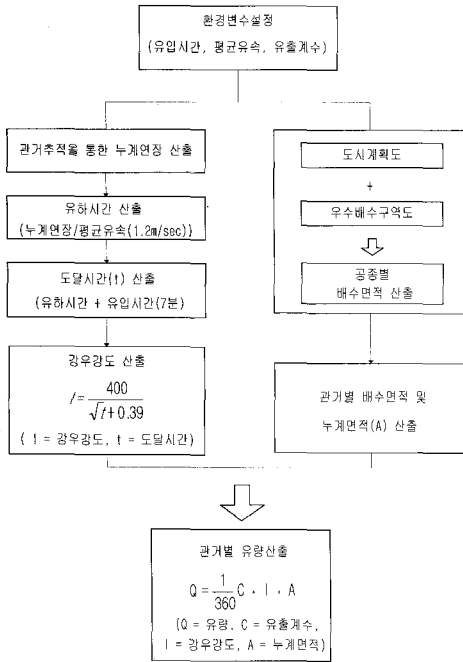 환경변수설정
(유입시간, 평균유속, 유출계수)
관거추적을 통한 누계연장 산출
유하시간 산출
(누계연장/평균유속(1.2m/sec))
도달시간(t) 산출
(유하시간 + 유입시간(7분)
강우강도 산출
I = 400 / √t + 0.39
( I = 강우강도, t = 도달시간)
도시계획도
+
우수배수구역도
공종별
배수면적 산출
관거별 배수면적 및
누계면적(A) 산출
관거별 유량산출
Q = 1/360 C · I · A
(Q = 유량, C = 유출계수,
I = 강우강도, A = 누계면적)